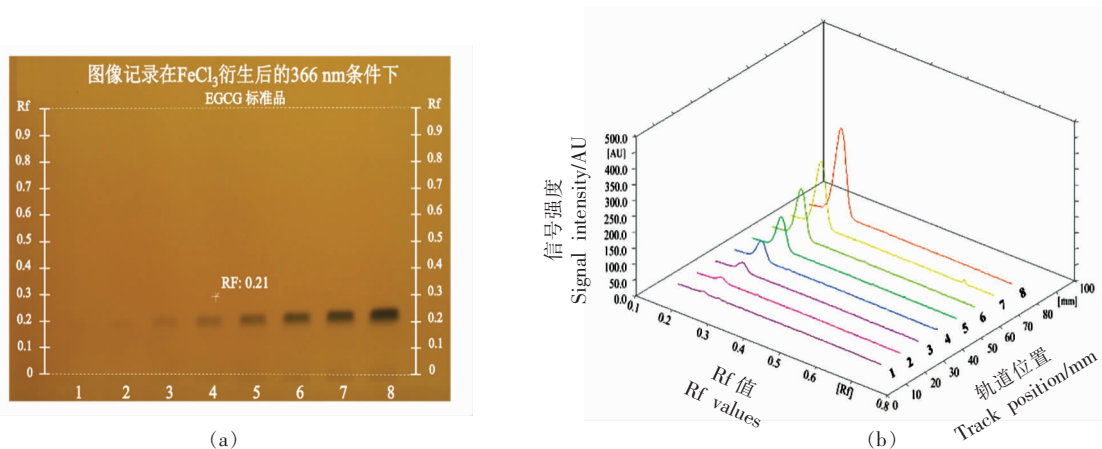 图像记录在FeCl3衍生后的366 nm条件下
EGCG 标准品
Rf
Rf
0.9
0.9
0.8
0.8
0.7
0.7
0.6
0.6
0.5
0.5
0.4
0.4
RF: 0.21
0.3
0.3
0.2
0.2
0.1
0.1
0
0
1 2 3 4 5 6 7 8
(a)
信号强度
Signal intensity/AU
500.0
[AU]
400.0
350.0
300.0
250.0
200.0
150.0
100.0
50.0
0.0
0.1 0.2 0.3 0.4 0.5 0.6 [Rf] 0.8
Rf 值
Rf values
1 2 3 4 5 6 7 8
0 10 20 30 40 50 60 70 80 [mm] 100
轨道位置
Track position/mm
(b)